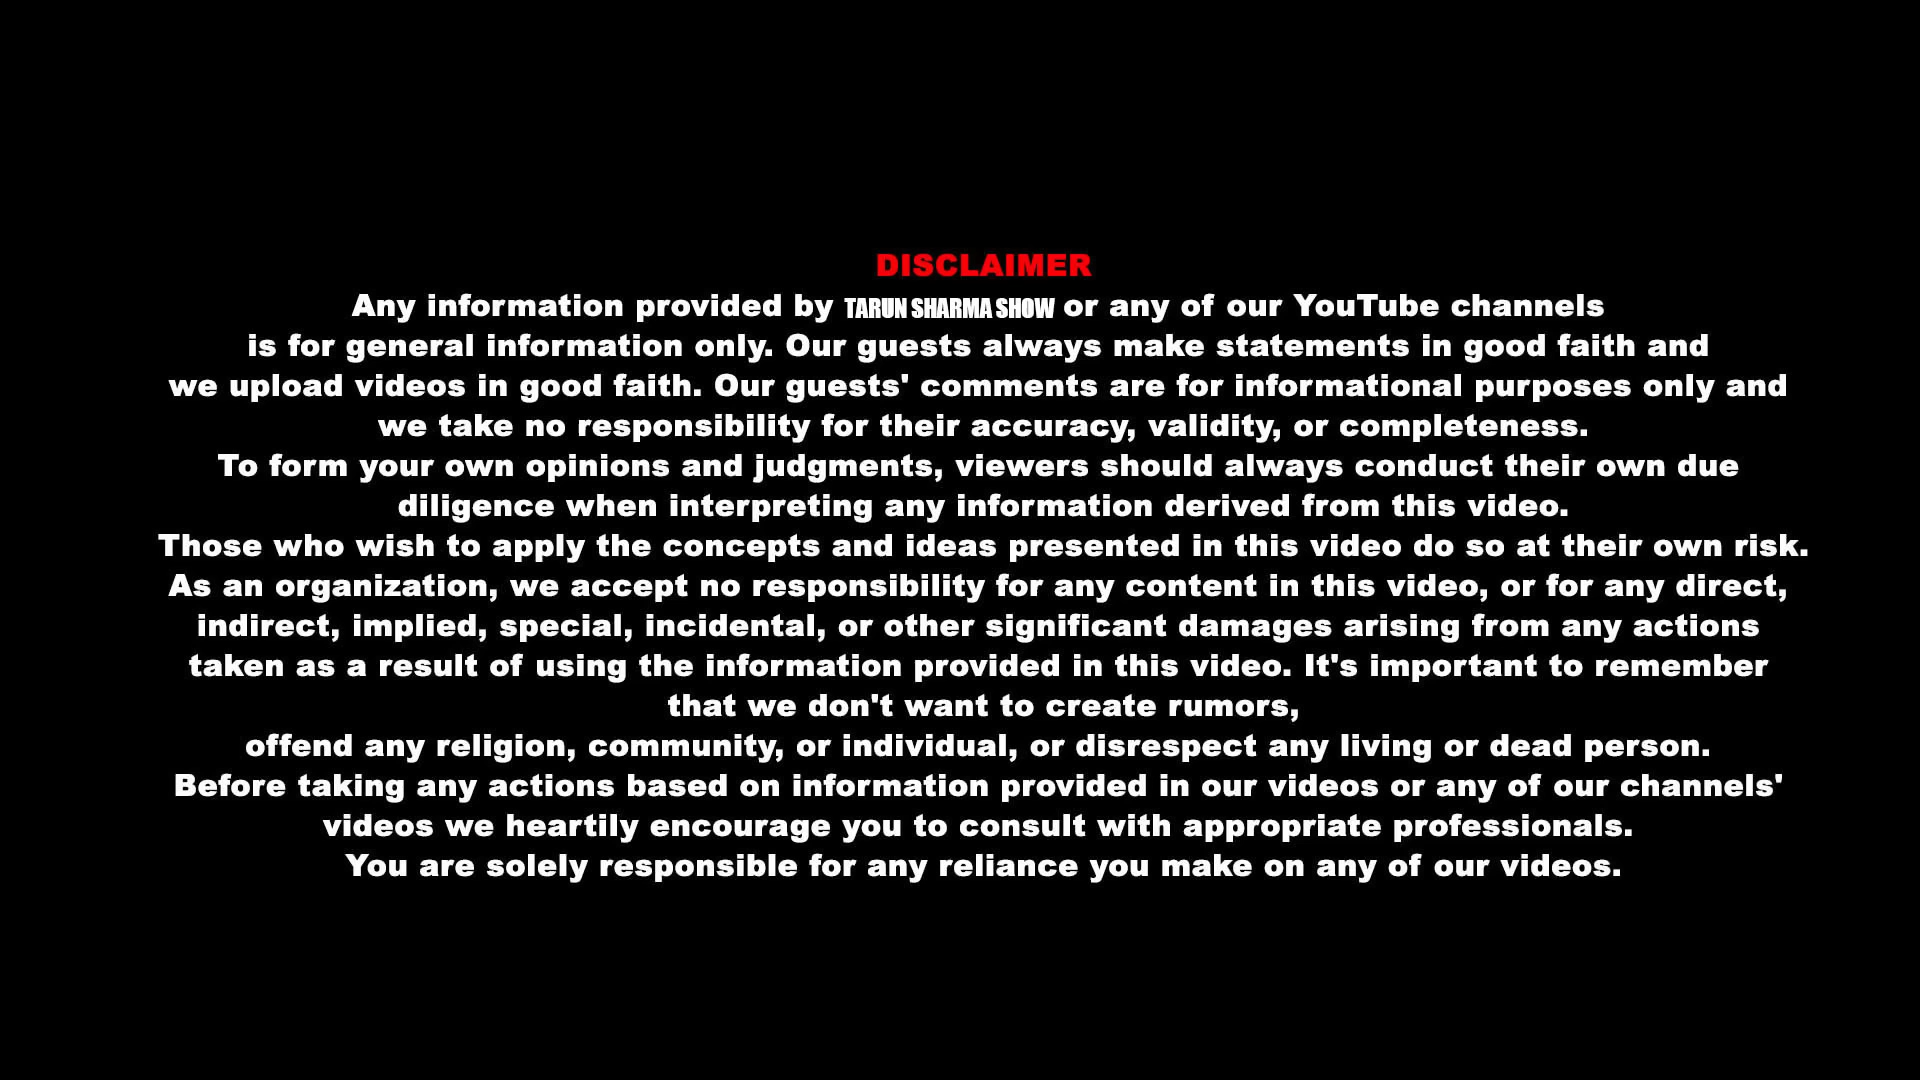 DISCLAIMER
Any information provided by TARUN SHARMA SHOW or any of our YouTube channels
is for general information only. Our guests always make statements in good faith and
we upload videos in good faith. Our guests' comments are for informational purposes only and
we take no responsibility for their accuracy, validity, or completeness.
To form your own opinions and judgments, viewers should always conduct their own due
diligence when interpreting any information derived from this video.
Those who wish to apply the concepts and ideas presented in this video do so at their own risk.
As an organization, we accept no responsibility for any content in this video, or for any direct,
indirect, implied, special, incidental, or other significant damages arising from any actions
taken as a result of using the information provided in this video. It's important to remember
that we don't want to create rumors,
offend any religion, community, or individual, or disrespect any living or dead person.
Before taking any actions based on information provided in our videos or any of our channels'
videos we heartily encourage you to consult with appropriate professionals.
You are solely responsible for any reliance you make on any of our videos.